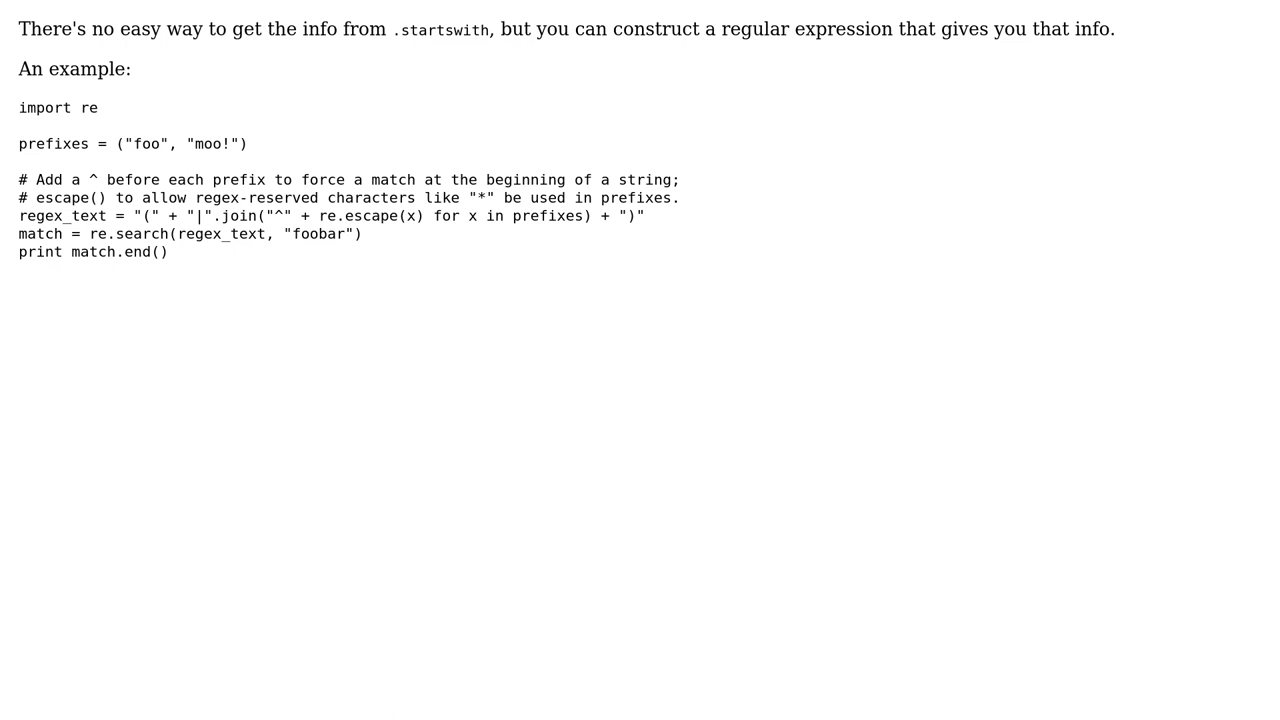 There's no easy way to get the info from .startswith, but you can construct a regular expression that gives you that info.
An example:
import re
prefixes = ("foo", "moo!")
# Add a ^ before each prefix to force a match at the beginning of a string;
# escape() to allow regex-reserved characters like "*" be used in prefixes.
regex_text = "(" + "|".join("^" + re.escape(x) for x in prefixes) + ")"
match = re.search(regex_text, "foobar")
print match.end()